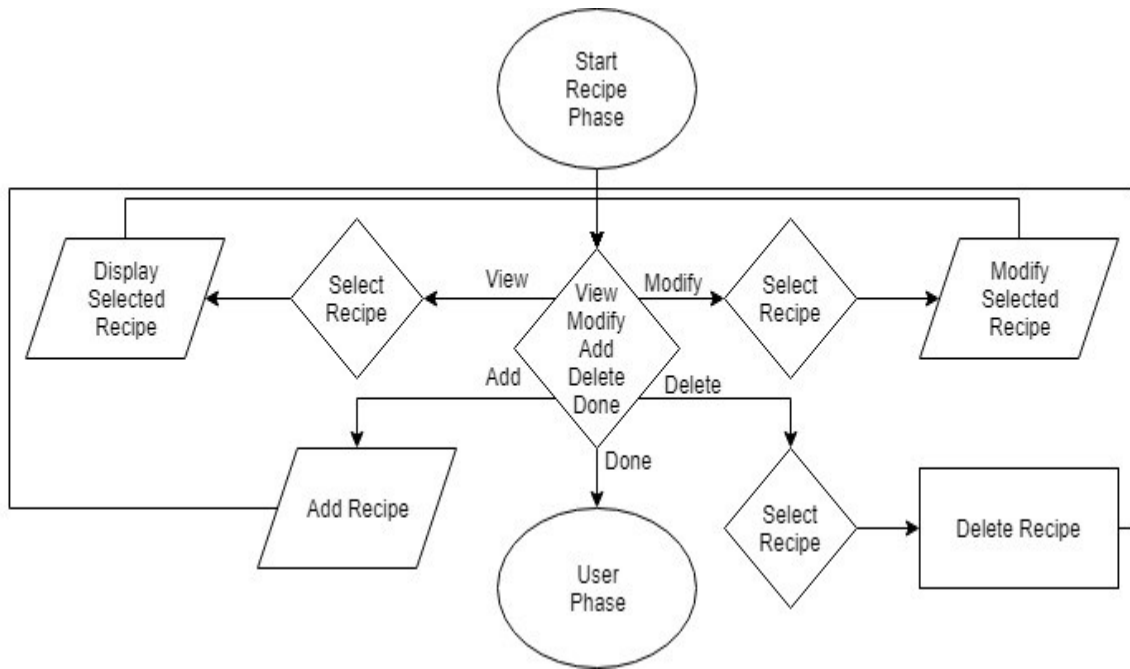 Start
Recipe
Phase
Display
Selected
Recipe
Select
Recipe
View
View
Modify
Add
Delete
Done
Modify
Select
Recipe
Modify
Selected
Recipe
Add
Delete
Add Recipe
Done
Select
Recipe
Delete Recipe
User
Phase